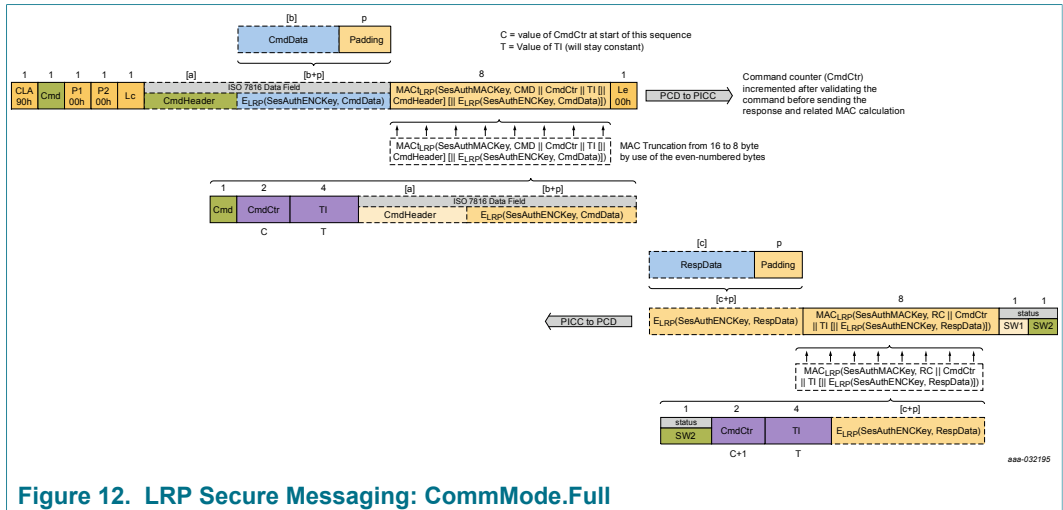 [b] p
CmdData Padding
C = value of CmdCtr at start of this sequence
T = Value of TI (will stay constant)
1 1 1 1 1 [a] [b+p] 8 1
CLA 90h Cmd P1 00h P2 00h Lc
ISO 7816 Data Field
CmdHeader
ELRP(SesAuthENCKey, CmdData)
MACtLRP(SesAuthMACKey, CMD || CmdCtr || TI [||
CmdHeader] [|| ELRP(SesAuthENCKey, CmdData)])
Le 00h
PCD to PICC
Command counter (CmdCtr)
incremented after validating the
command before sending the
response and related MAC calculation
MACtLRP(SesAuthMACKey, CMD || CmdCtr || TI [||
CmdHeader] [|| ELRP(SesAuthENCKey, CmdData)])
MAC Truncation from 16 to 8 byte
by use of the even-numbered bytes
1 2 4 [a] [b+p]
Cmd CmdCtr TI
ISO 7816 Data Field
CmdHeader ELRP(SesAuthENCKey, CmdData)
C T
[c] p
RespData Padding
[c+p] 8 1 1
PICC to PCD
ELRP(SesAuthENCKey, RespData)
MACLRP(SesAuthMACKey, RC || CmdCtr
|| TI [|| ELRP(SesAuthENCKey, RespData)])
status
SW1 SW2
MACLRP(SesAuthMACKey, RC || CmdCtr
|| TI [|| ELRP(SesAuthENCKey, RespData)])
1 2 4 [c+p]
status
SW2 CmdCtr TI ELRP(SesAuthENCKey, RespData)
C+1 T
aaa-032195
Figure 12. LRP Secure Messaging: CommMode.Full